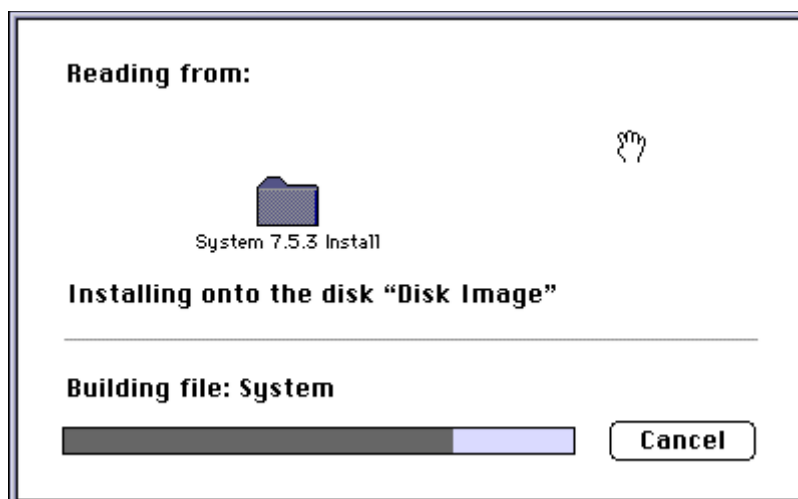 Reading from:
System 7.5.3 Install
Installing onto the disk “Disk Image”
Building file: System
Cancel